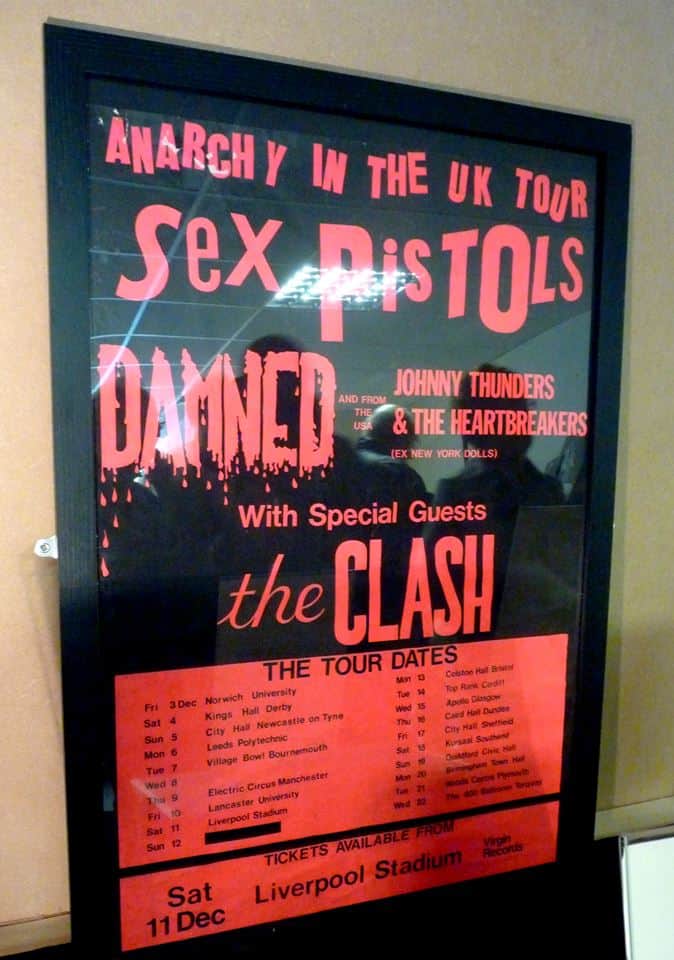 ANARCHY IN THE UK TOUR
Sex PiSTOLS
DAMNED
AND FROM
THE
USA
JOHNNY THUNDERS
& THE HEARTBREAKERS
(EX NEW YORK DOLLS)
With Special Guests
the CLASH
THE TOUR DATES
Fri 3 Dec Norwich University
Sat 4 Kings Hall Derby
Sun 5 City Hall Newcastle on Tyne
Mon 6 Leeds Polytechnic
Tue 7 Village Bowl Bournemouth
Wed 8
Thu 9 Electric Circus Manchester
Fri 10 Lancaster University
Sat 11 Liverpool Stadium
Sun 12
Mon 13 Colston Hall Bristol
Tue 14 Top Rank Cardiff
Wed 15 Apollo Glasgow
Thu 16 Caird Hall Dundee
Fri 17 City Hall Sheffield
Sat 18 Kursaal Southend
Sun 19 Guildford Civic Hall
Mon 20 Birmingham Town Hall
Tue 21 Woods Centre Plymouth
Wed 22 The 400 Ballroom Torquay
TICKETS AVAILABLE FROM
Sat
11 Dec
Liverpool Stadium
Virgin
Records